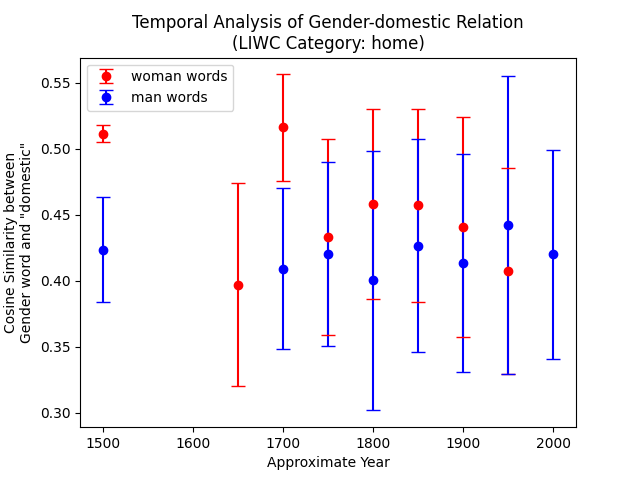 Temporal Analysis of Gender-domestic Relation
(LIWC Category: home)
woman words
man words
Cosine Similarity between
Gender word and "domestic"
0.55
0.50
0.45
0.40
0.35
0.30
1500
1600
1700
1800
1900
2000
Approximate Year